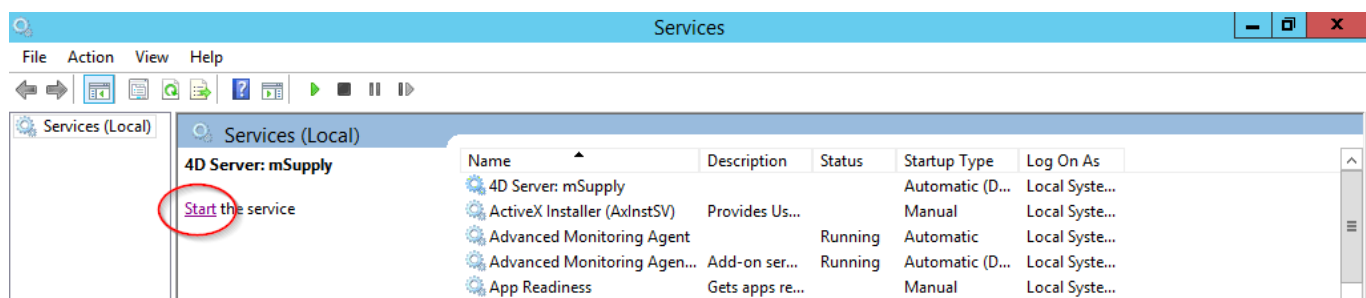 Services
File Action View Help
Services (Local)
Services (Local)
4D Server: mSupply
Start the service
Name Description Status Startup Type Log On As
4D Server: mSupply Automatic (D... Local Syste...
ActiveX Installer (AxInstSV) Provides Us... Manual Local Syste...
Advanced Monitoring Agent Running Automatic Local Syste...
Advanced Monitoring Agen... Add-on ser... Running Automatic (D... Local Syste...
App Readiness Gets apps re... Manual Local Syste...